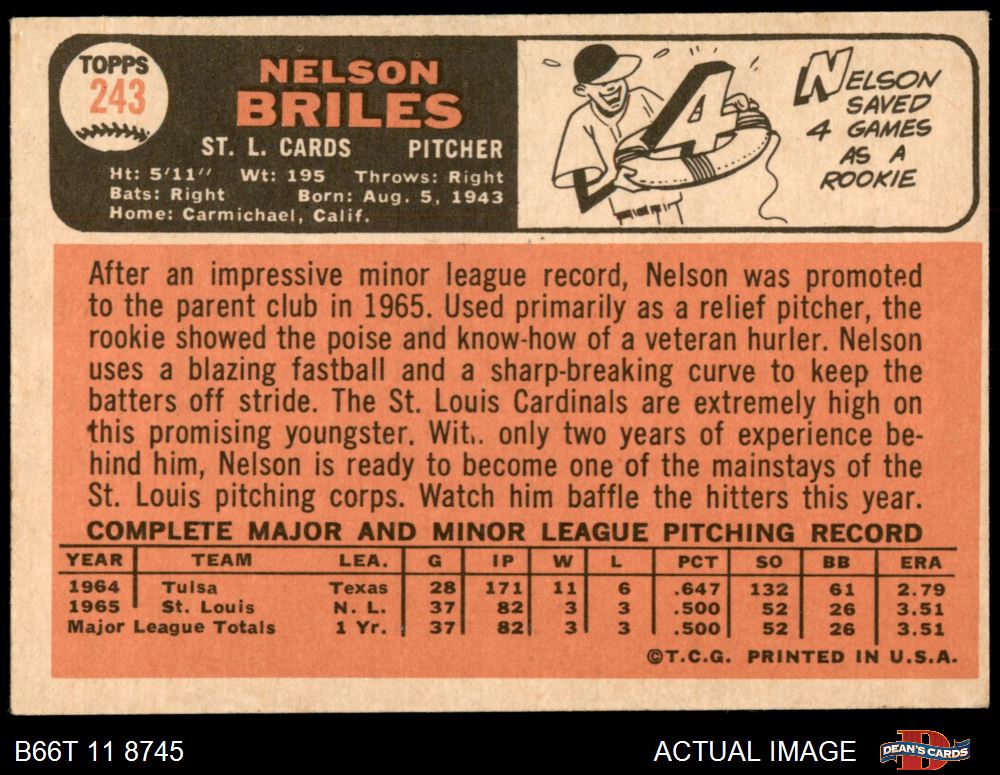 TOPPS
243
NELSON
BRILES
ST. L. CARDS PITCHER
Ht: 5'11" Wt: 195 Throws: Right
Bats: Right Born: Aug. 5, 1943
Home: Carmichael, Calif.
4
NELSON
SAVED
4 GAMES
AS A
ROOKIE
After an impressive minor league record, Nelson was promoted
to the parent club in 1965. Used primarily as a relief pitcher, the
rookie showed the poise and know-how of a veteran hurler. Nelson
uses a blazing fastball and a sharp-breaking curve to keep the
batters off stride. The St. Louis Cardinals are extremely high on
this promising youngster. Wit.. only two years of experience be-
hind him, Nelson is ready to become one of the mainstays of the
St. Louis pitching corps. Watch him baffle the hitters this year.
COMPLETE MAJOR AND MINOR LEAGUE PITCHING RECORD
YEAR TEAM LEA. G IP W L PCT SO BB ERA
1964 Tulsa Texas 28 171 11 6 .647 132 61 2.79
1965 St. Louis N. L. 37 82 3 3 .500 52 26 3.51
Major League Totals 1 Yr. 37 82 3 3 .500 52 26 3.51
©T.C.G. PRINTED IN U.S.A.
B66T 11 8745 ACTUAL IMAGE DEAN'S CARDS